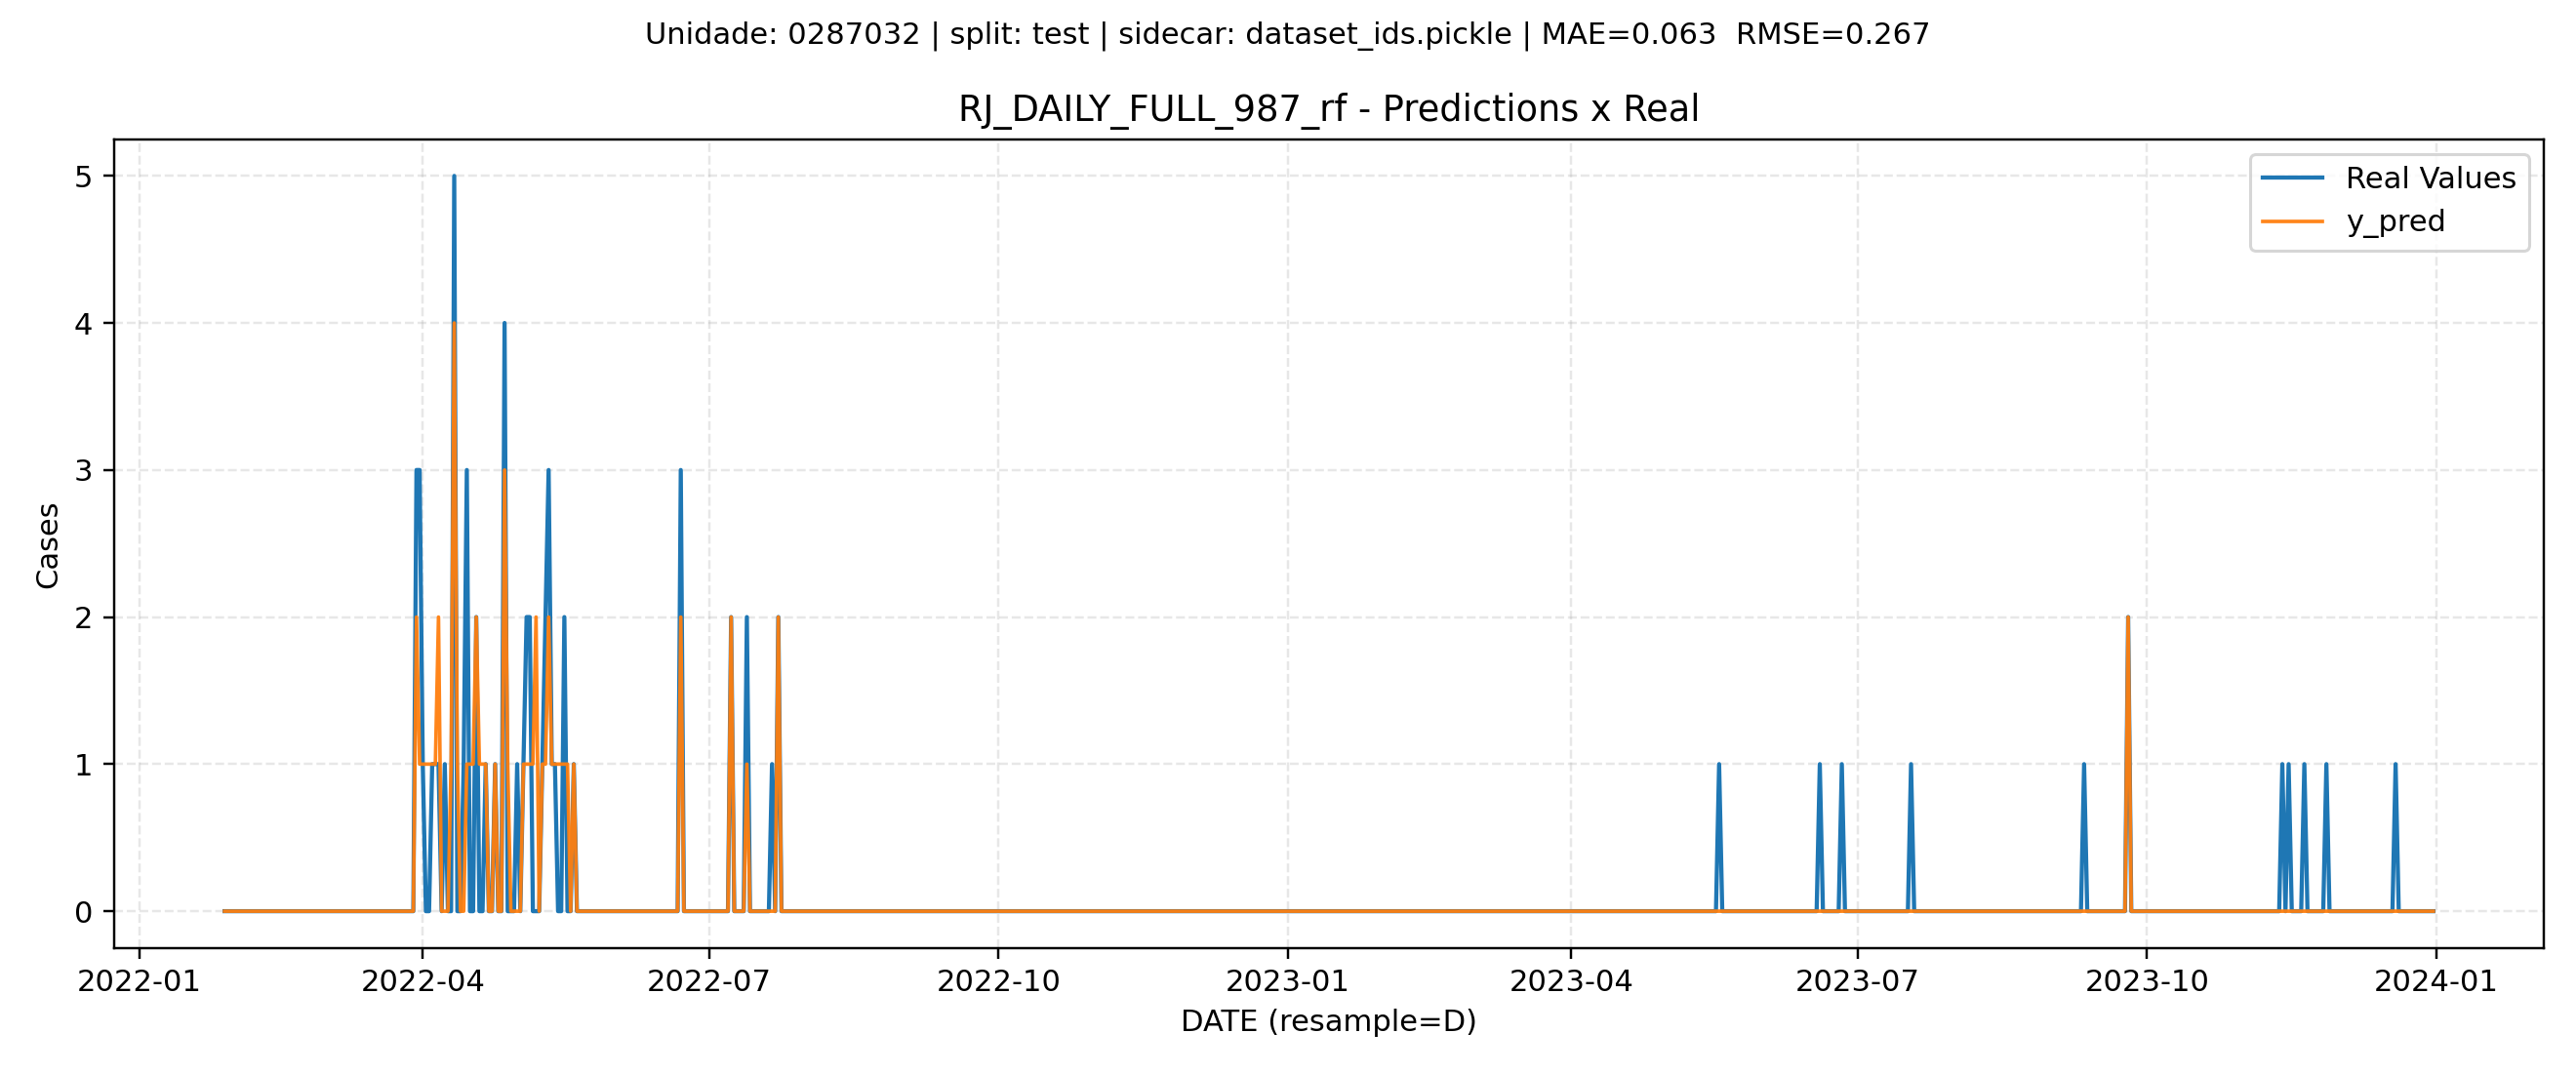 Unidade: 0287032 | split: test | sidecar: dataset_ids.pickle | MAE=0.063  RMSE=0.267
RJ_DAILY_FULL_987_rf - Predictions x Real
Real Values
y_pred
Cases
5
4
3
2
1
0
2022-01
2022-04
2022-07
2022-10
2023-01
2023-04
2023-07
2023-10
2024-01
DATE (resample=D)